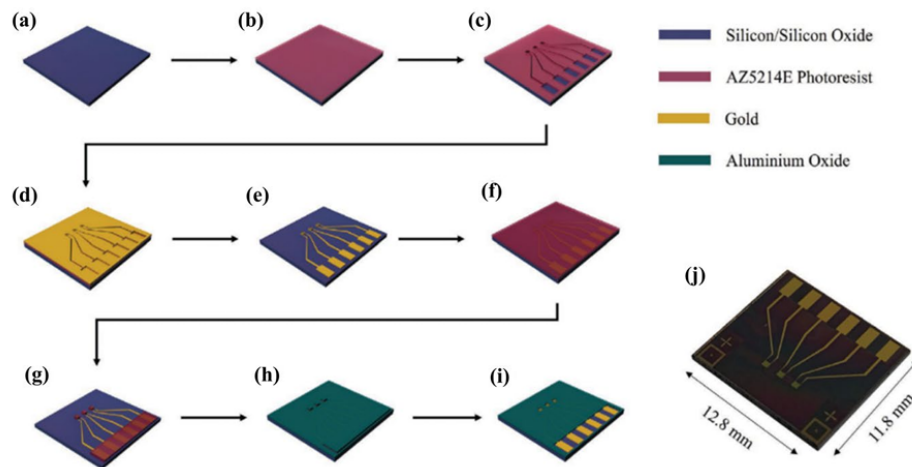 (a)
(b)
(c)
Silicon/Silicon Oxide
AZ5214E Photoresist
Gold
Aluminium Oxide
(d)
(e)
(f)
(g)
(h)
(i)
(j)
12.8 mm
11.8 mm